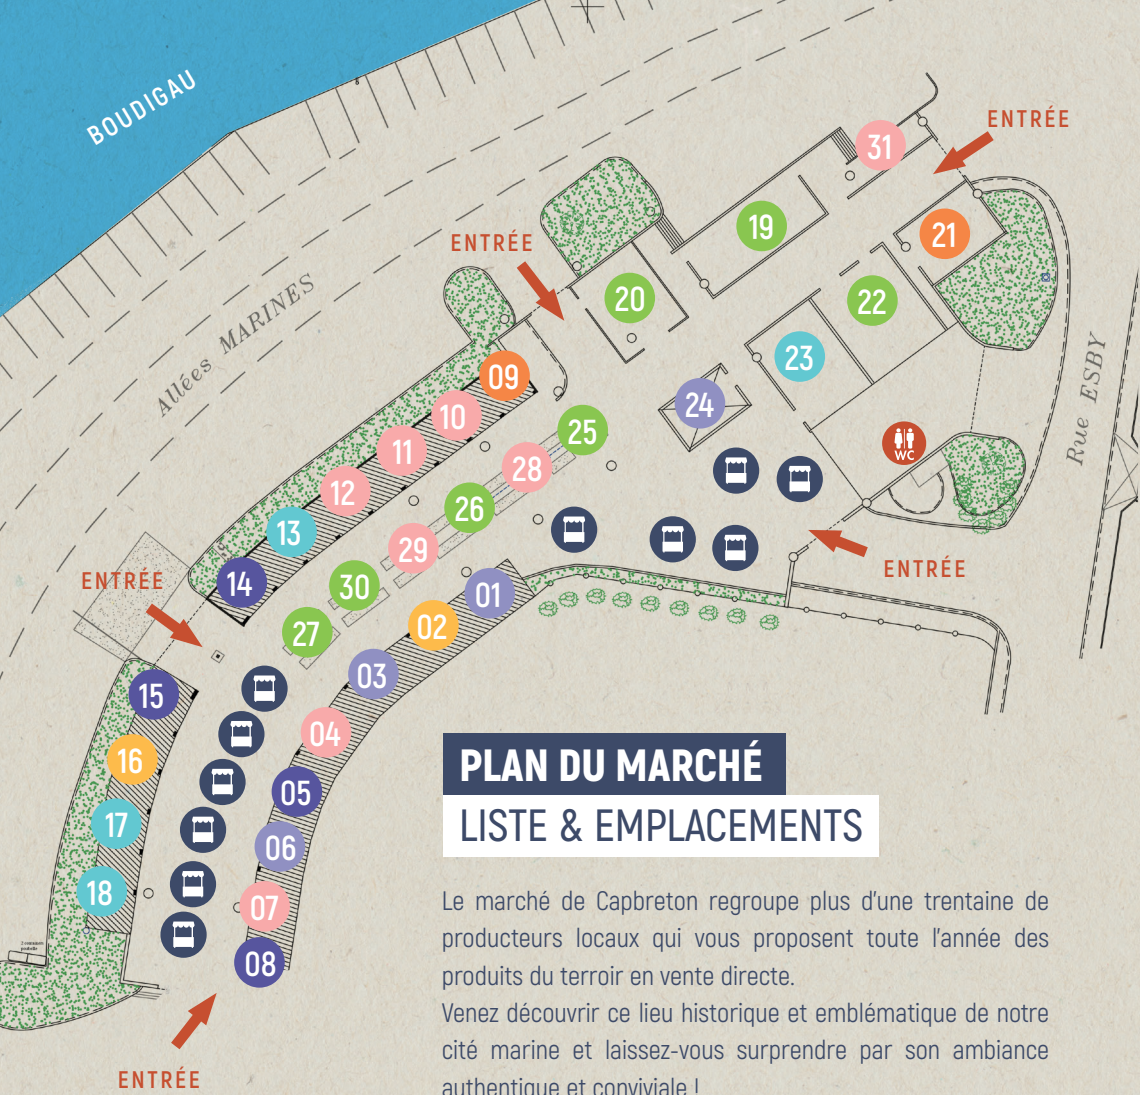 BOUDIGAU
Allées MARINES
Rue ESBY
ENTRÉE
31
19
21
ENTRÉE
20
22
23
24
09
10
25
11
28
12
26
WC
13
29
ENTRÉE
ENTRÉE
14
30
01
27
02
03
15
04
16
05
17
06
18
07
08
ENTRÉE
PLAN DU MARCHÉ
LISTE & EMPLACEMENTS
Le marché de Capbreton regroupe plus d'une trentaine de
producteurs locaux qui vous proposent toute l'année des
produits du terroir en vente directe.
Venez découvrir ce lieu historique et emblématique de notre
cité marine et laissez-vous surprendre par son ambiance
authentique et conviviale !